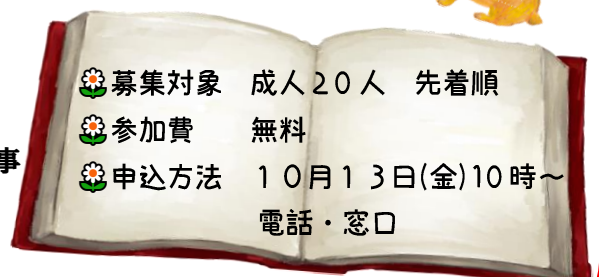 募集対象 成人20人 先着順
参加費 無料
事
申込方法 10月13日(金)10時～
電話・窓口